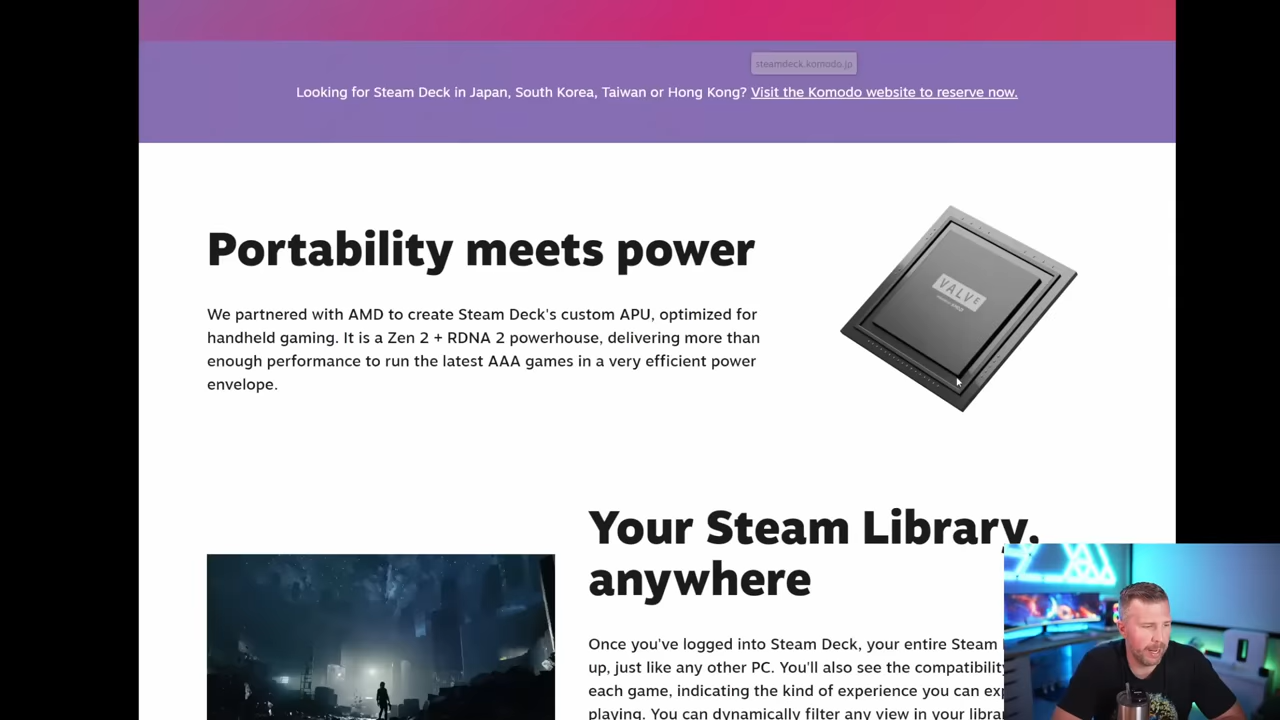 steamdeck.komodo.jp
Looking for Steam Deck in Japan, South Korea, Taiwan or Hong Kong? Visit the Komodo website to reserve now.
Portability meets power
We partnered with AMD to create Steam Deck's custom APU, optimized for
handheld gaming. It is a Zen 2 + RDNA 2 powerhouse, delivering more than
enough performance to run the latest AAA games in a very efficient power
envelope.
VALVE
Your Steam Library,
anywhere
Once you've logged into Steam Deck, your entire Steam
up, just like any other PC. You'll also see the compatibility
each game, indicating the kind of experience you can
playing. You can dynamically filter any view in your